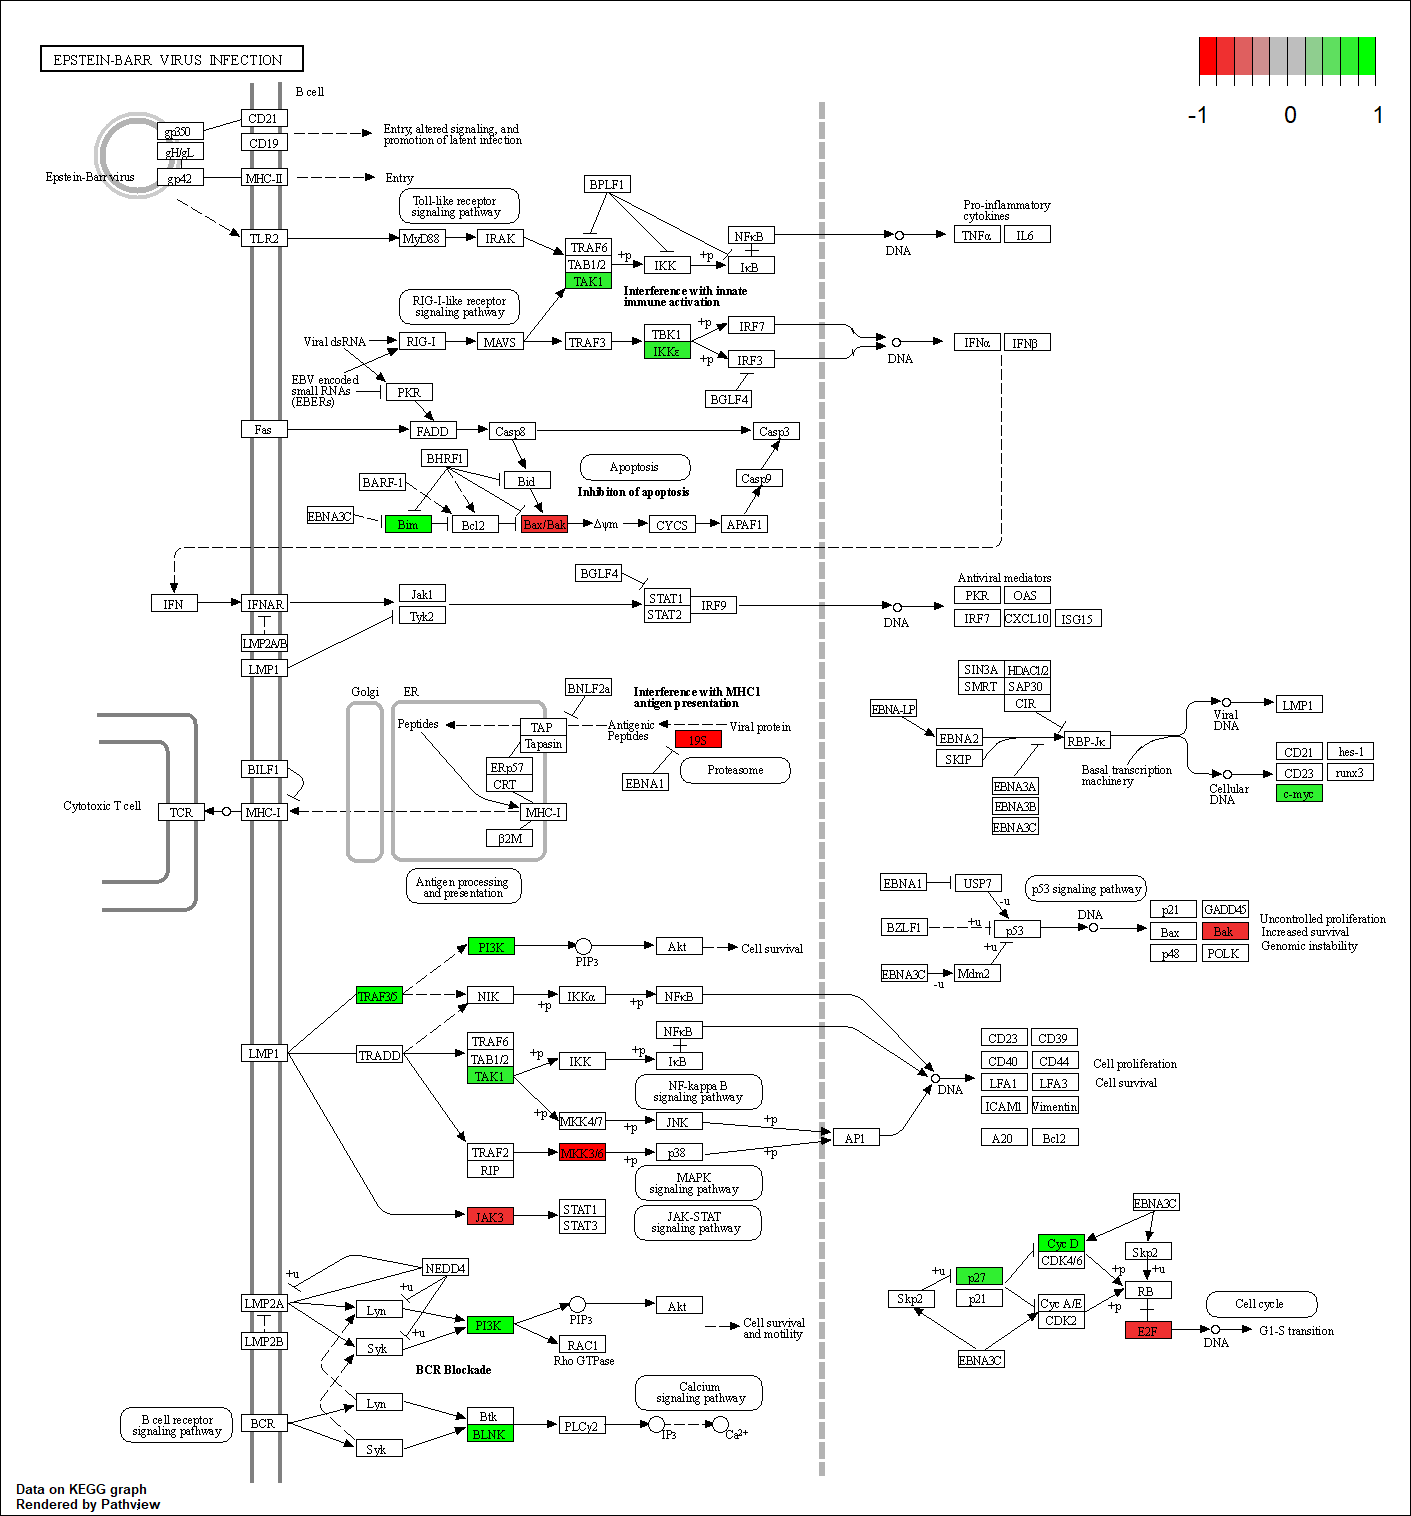 EPSTEIN-BARR VIRUS INFECTION
-1
0
1
B cell
CD21
gp350
CD19
Entry, altered signaling, and
promotion of latent infection
gH/gL
Epstein-Barr virus
gp42
MHC-II
Entry
BPLF1
Toll-like receptor
signaling pathway
Pro-inflammatory
cytokines
TLR2
MyD88
IRAK
TRAF6
TAB1/2
TAK1
+p
IKK
+p
NFκB
IκB
DNA
TNFα
IL6
Interference with innate
immune activation
RIG-I-like receptor
signaling pathway
Viral dsRNA
RIG-I
MAVS
TRAF3
TBK1
IKKε
+p
+p
IRF7
IRF3
DNA
IFNα
IFNβ
EBV encoded
small RNAs
(EBERs)
PKR
BGLF4
Fas
FADD
Casp8
Casp3
BHRF1
Apoptosis
BARF-1
Bid
Casp9
Inhibiton of apoptosis
EBNA3C
Bim
Bcl2
Bax/Bak
Δψm
CYCS
APAF1
BGLF4
Antiviral mediators
IFN
IFNAR
Jak1
Tyk2
STAT1
STAT2
IRF9
DNA
PKR
OAS
IRF7
CXCL10
ISG15
LMP2A/B
LMP1
Golgi
ER
BNLF2a
Interference with MHC1
antigen presentation
Peptides
TAP
Tapasin
Antigenic
Peptides
Viral protein
19S
ERp57
CRT
EBNA1
Proteasome
BILF1
Cytotoxic T cell
TCR
MHC-I
MHC-I
β2M
Antigen processing
and presentation
SIN3A
HDAC1/2
SMRT
SAP30
CIR
EBNA-LP
EBNA2
SKIP
RBP-Jκ
Viral
DNA
LMP1
Basal transcription
machinery
EBNA3A
EBNA3B
EBNA3C
Cellular
DNA
CD21
hes-1
CD23
runx3
c-myc
EBNA1
USP7
p53 signaling pathway
-u
BZLF1
+u
p53
+u
DNA
p21
GADD45
Bax
Bak
p48
POLK
Uncontrolled proliferation
Increased survival
Genomic instability
EBNA3C
-u
Mdm2
PI3K
PIP3
Akt
Cell survival
TRAF3/5
NIK
+p
IKKα
+p
NFκB
LMP1
TRADD
TRAF6
TAB1/2
TAK1
+p
IKK
+p
NFκB
IκB
NF-kappa B
signaling pathway
+p
MKK4/7
+p
JNK
+p
TRAF2
RIP
MKK3/6
+p
p38
+p
AP1
MAPK
signaling pathway
JAK3
STAT1
STAT3
JAK-STAT
signaling pathway
DNA
CD23
CD39
CD40
CD44
LFA1
LFA3
ICAM1
Vimentin
A20
Bcl2
Cell proliferation
Cell survival
NEDD4
+u
LMP2A
Lyn
+u
Syk
LMP2B
PI3K
PIP3
Akt
RAC1
Rho GTPase
Cell survival
and motility
BCR Blockade
EBNA3C
Cyc D
CDK4/6
Skp2
+u
+u
p27
p21
Skp2
+p
RB
Cyc A/E
CDK2
+p
E2F
Cell cycle
DNA
G1-S transition
EBNA3C
B cell receptor
signaling pathway
BCR
Lyn
Syk
Btk
BLNK
PLCγ2
IP3
Ca2+
Calcium
signaling pathway
Data on KEGG graph
Rendered by Pathview